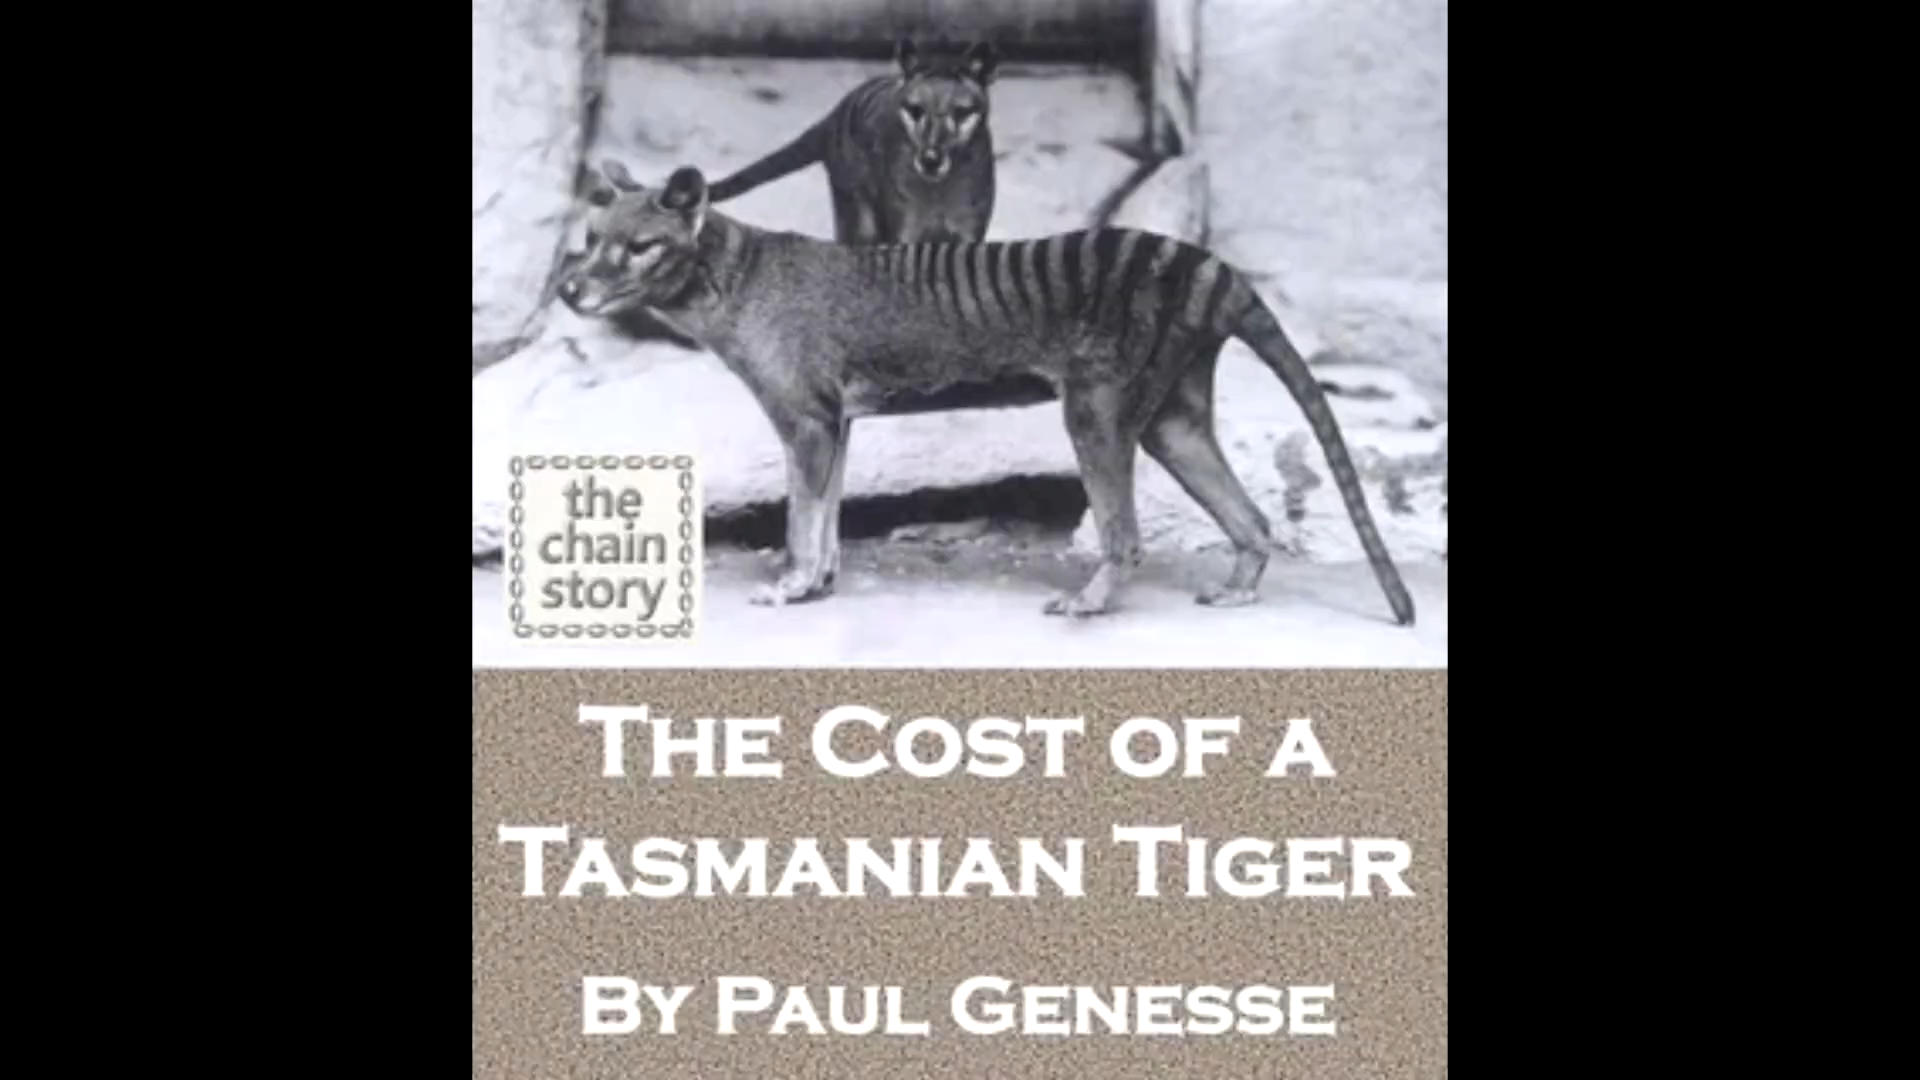 the
chain
story
THE COST OF A
TASMANIAN TIGER
BY PAUL GENESSE